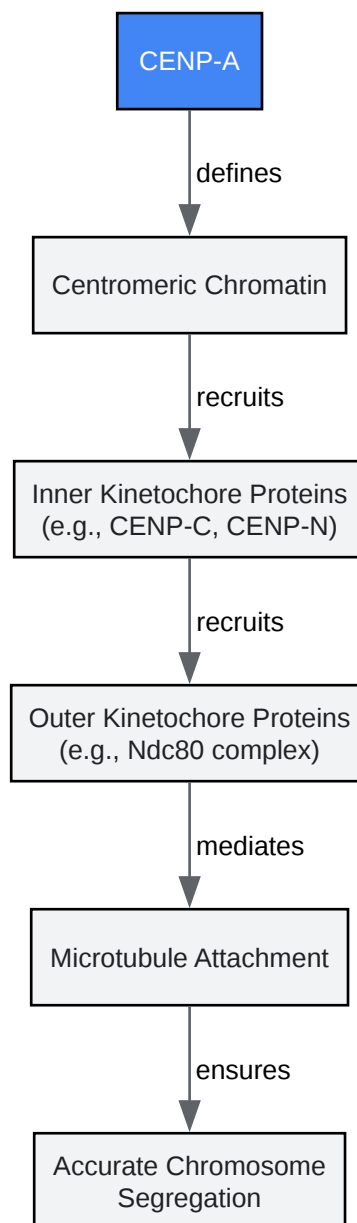 CENP-A
defines
Centromeric Chromatin
recruits
Inner Kinetochore Proteins
(e.g., CENP-C, CENP-N)
recruits
Outer Kinetochore Proteins
(e.g., Ndc80 complex)
mediates
Microtubule Attachment
ensures
Accurate Chromosome
Segregation